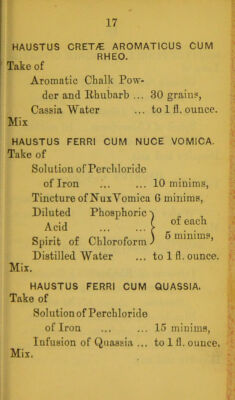 17
HAUSTUS CRETÆ AROMATICUS CUM
RHEO.
Take of
Aromatic Chalk Pow-
der and Rhubarb ... 30 grains,
Cassia Water ... to 1 fl. ounce.
Mix
HAUSTUS FERRI CUM NUCE VOMICA.
Take of
Solution of Perchloride
of Iron ... ... 10 minims,
Tincture of Nux Vomica 6 minims,
Diluted Phosphoric
Acid ... ...
Spirit of Chloroform
} of each
5 minims,
Distilled Water ... to 1 fl. ounce.
Mix.
HAUSTUS FERRI CUM QUASSIA.
Take of
Solution of Perchloride
of Iron ... ... 15 minims,
Infusion of Quassia ... to 1 fl. ounce.
Mix.